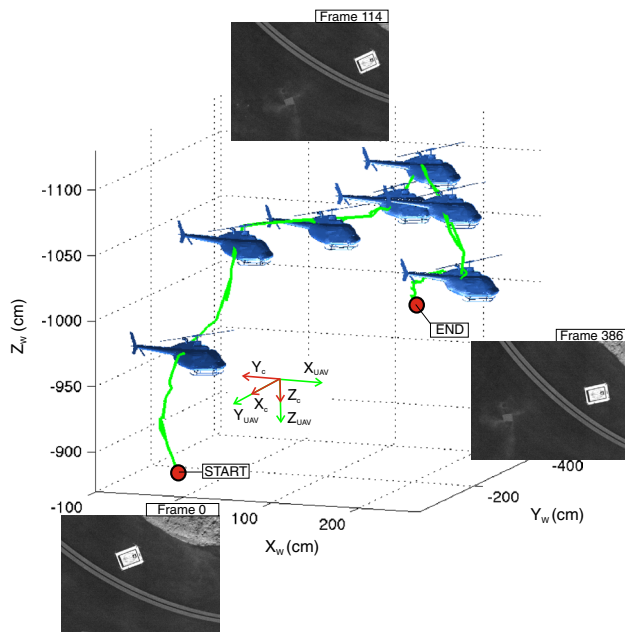 Frame 114
-1100
-1050
-1000
-950
-900
Zw (cm)
END
Frame 386
Yc
XUAV
Xc
Zc
YUAV
ZUAV
START
-400
-200
Yw (cm)
-100
100
200
Xw (cm)
Frame 0